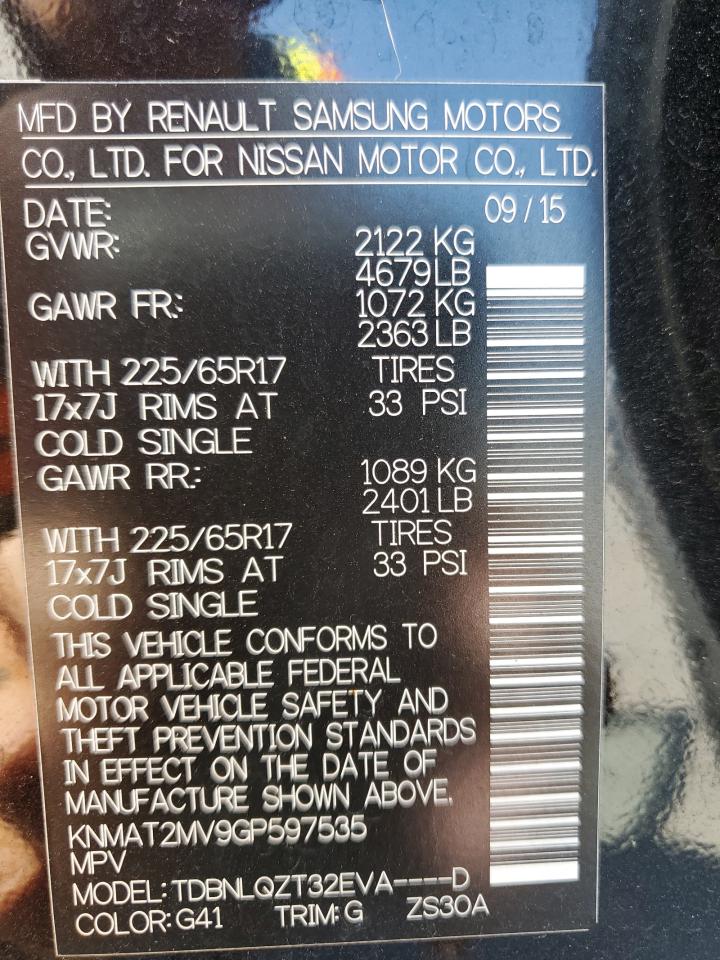 MFD BY RENAULT SAMSUNG MOTORS
CO., LTD. FOR NISSAN MOTOR CO., LTD.
DATE: 09 / 15
GVWR: 2122 KG
4679 LB
GAWR FR.: 1072 KG
2363 LB
WITH 225/65R17 TIRES
17x7J RIMS AT 33 PSI
COLD SINGLE
GAWR RR.: 1089 KG
2401 LB
WITH 225/65R17 TIRES
17x7J RIMS AT 33 PSI
COLD SINGLE
THIS VEHICLE CONFORMS TO
ALL APPLICABLE FEDERAL
MOTOR VEHICLE SAFETY AND
THEFT PREVENTION STANDARDS
IN EFFECT ON THE DATE OF
MANUFACTURE SHOWN ABOVE.
KNMAT2MV9GP597535
MPV
MODEL: TDBNLQZT32EVA----D
COLOR: G41 TRIM: G ZS30A